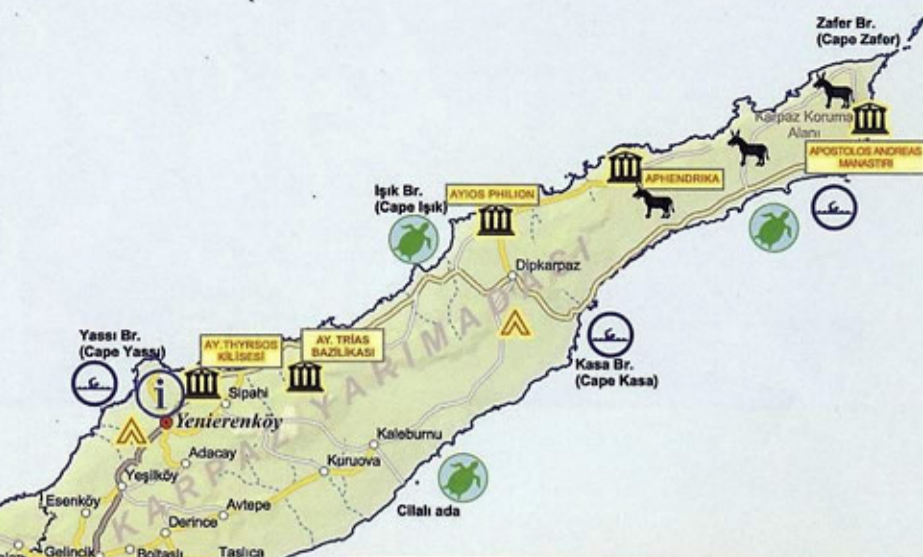 Zafer Br.
(Cape Zafer)
Karpaz Koruma
Alanı
APOSTOLOS ANDREAS
MANASTIRI
APHENDRIKA
Işık Br.
(Cape Işık)
AYIOS PHILION
Dipkarpaz
KARPAZ YARIMADASI
Kasa Br.
(Cape Kasa)
Yassı Br.
(Cape Yassı)
AY.THYRSOS
KİLİSESİ
AY. TRİAS
BAZİLİKASI
i
Sipahi
Yenierenköy
Kaleburnu
Adacay
Kuruova
Yeşilköy
Cilalı ada
Esenköy
Avtepe
Derince
Gelincik
Boltaşlı
Taslıca